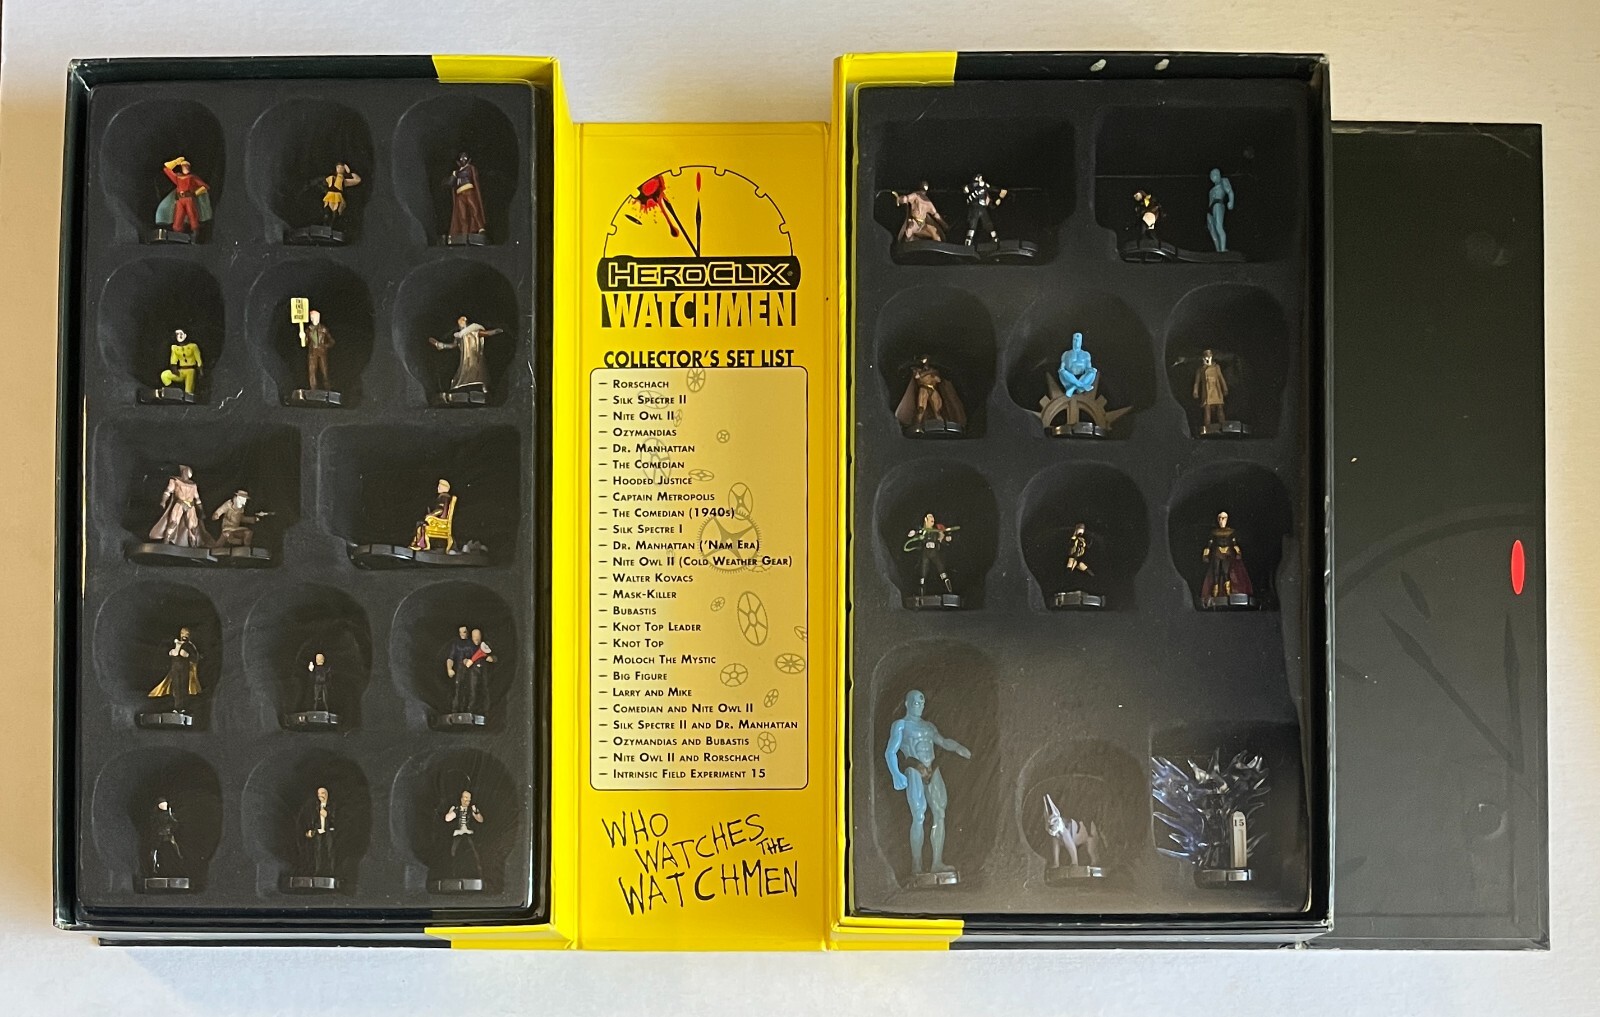 HEROCLIX
WATCHMEN
COLLECTOR'S SET LIST
– RORSCHACH
– SILK SPECTRE II
– NITE OWL II
– OZYMANDIAS
– DR. MANHATTAN
– THE COMEDIAN
– HOODED JUSTICE
– CAPTAIN METROPOLIS
– THE COMEDIAN (1940s)
– SILK SPECTRE I
– DR. MANHATTAN ('NAM ERA)
– NITE OWL II (COLD WEATHER GEAR)
– WALTER KOVACS
– MASK-KILLER
– BUBASTIS
– KNOT TOP LEADER
– KNOT TOP
– MOLOCH THE MYSTIC
– BIG FIGURE
– LARRY AND MIKE
– COMEDIAN AND NITE OWL II
– SILK SPECTRE II AND DR. MANHATTAN
– OZYMANDIAS AND BUBASTIS
– NITE OWL II AND RORSCHACH
– INTRINSIC FIELD EXPERIMENT 15
WHO
WATCHES
THE
WATCHMEN
15